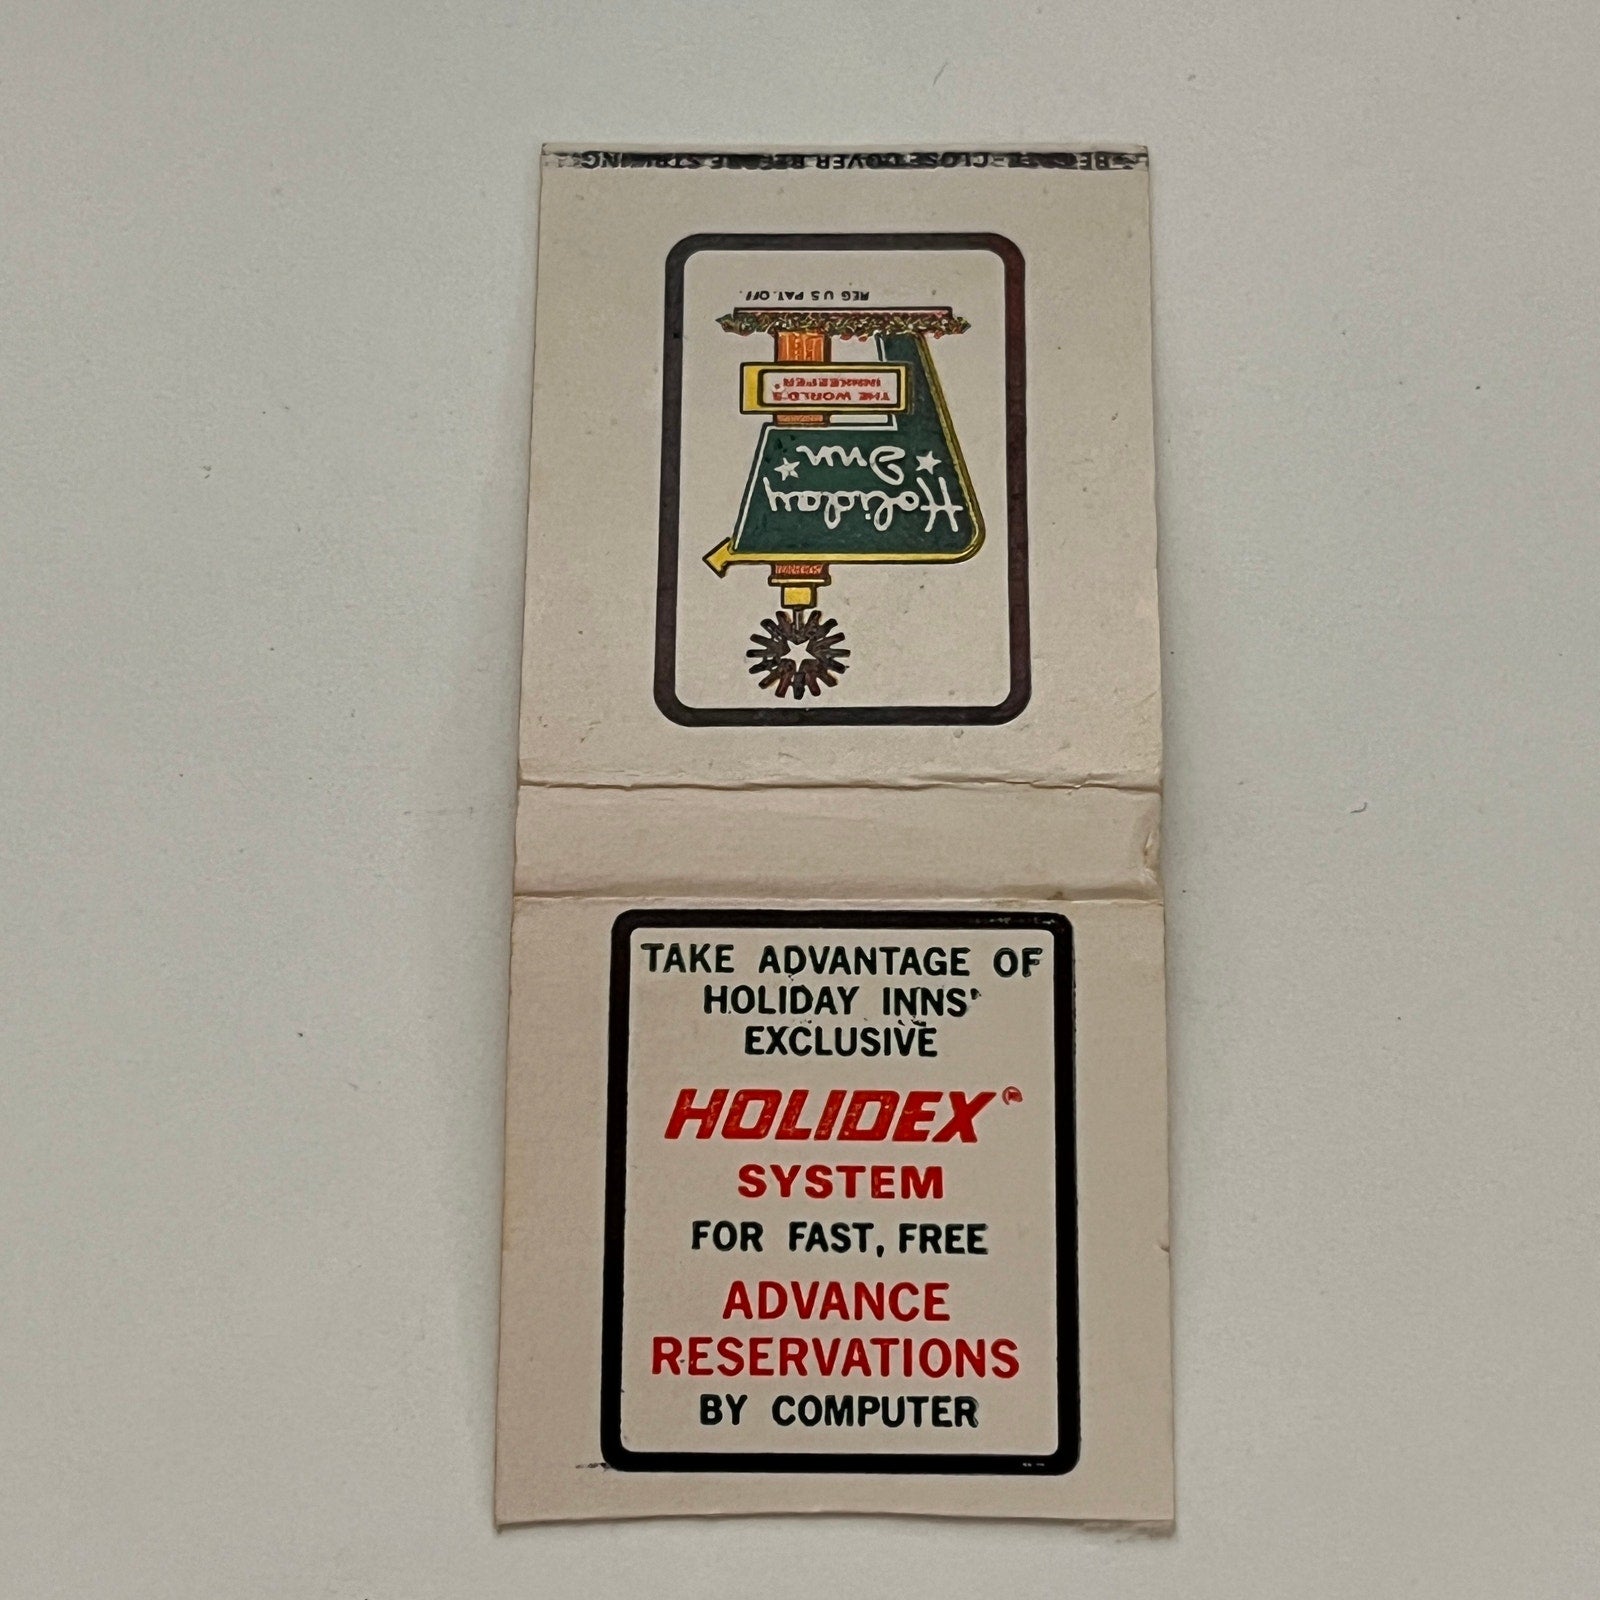 CLOSE COVER BEFORE STRIKING
REG U.S PAT. Off.
THE WORLD'S
INNKEEPER
Holiday
Inn
TAKE ADVANTAGE OF
HOLIDAY INNS'
EXCLUSIVE
HOLIDEX®
SYSTEM
FOR FAST, FREE
ADVANCE
RESERVATIONS
BY COMPUTER